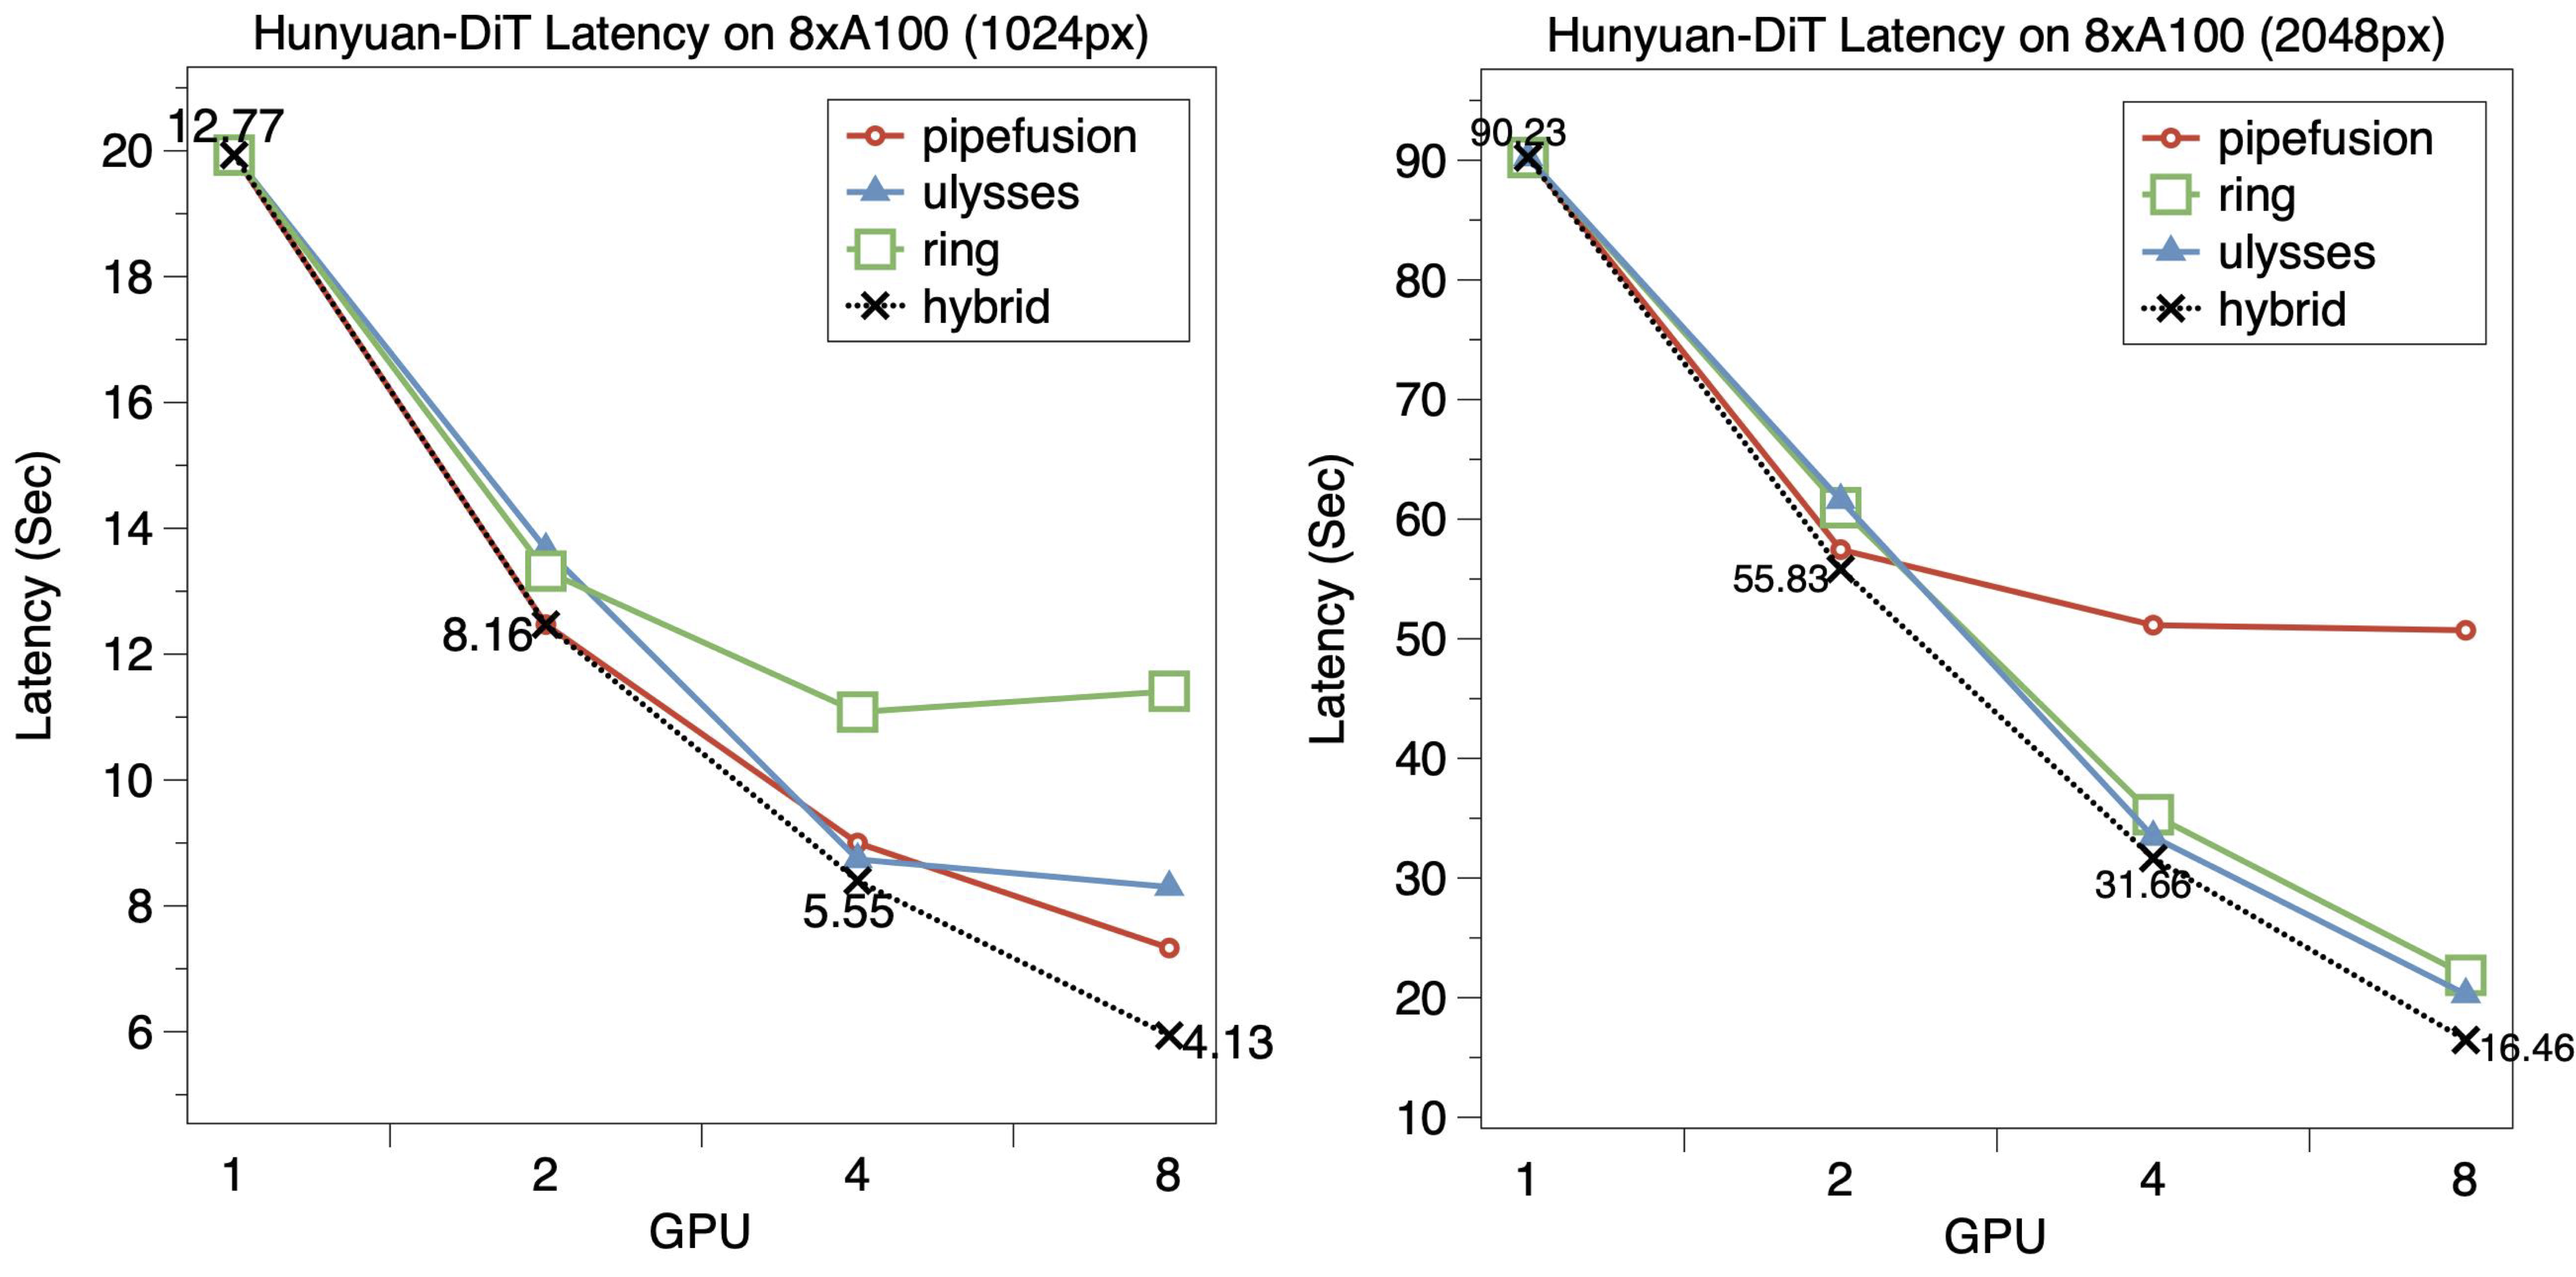 Hunyuan-DiT Latency on 8xA100 (1024px)
12.77
20
18
16
14
12
10
8
6
Latency (Sec)
pipefusion
ulysses
ring
hybrid
8.16
5.55
4.13
1 2 4 8
GPU
Hunyuan-DiT Latency on 8xA100 (2048px)
90.23
90
80
70
60
50
40
30
20
10
Latency (Sec)
pipefusion
ring
ulysses
hybrid
55.83
31.66
16.46
1 2 4 8
GPU